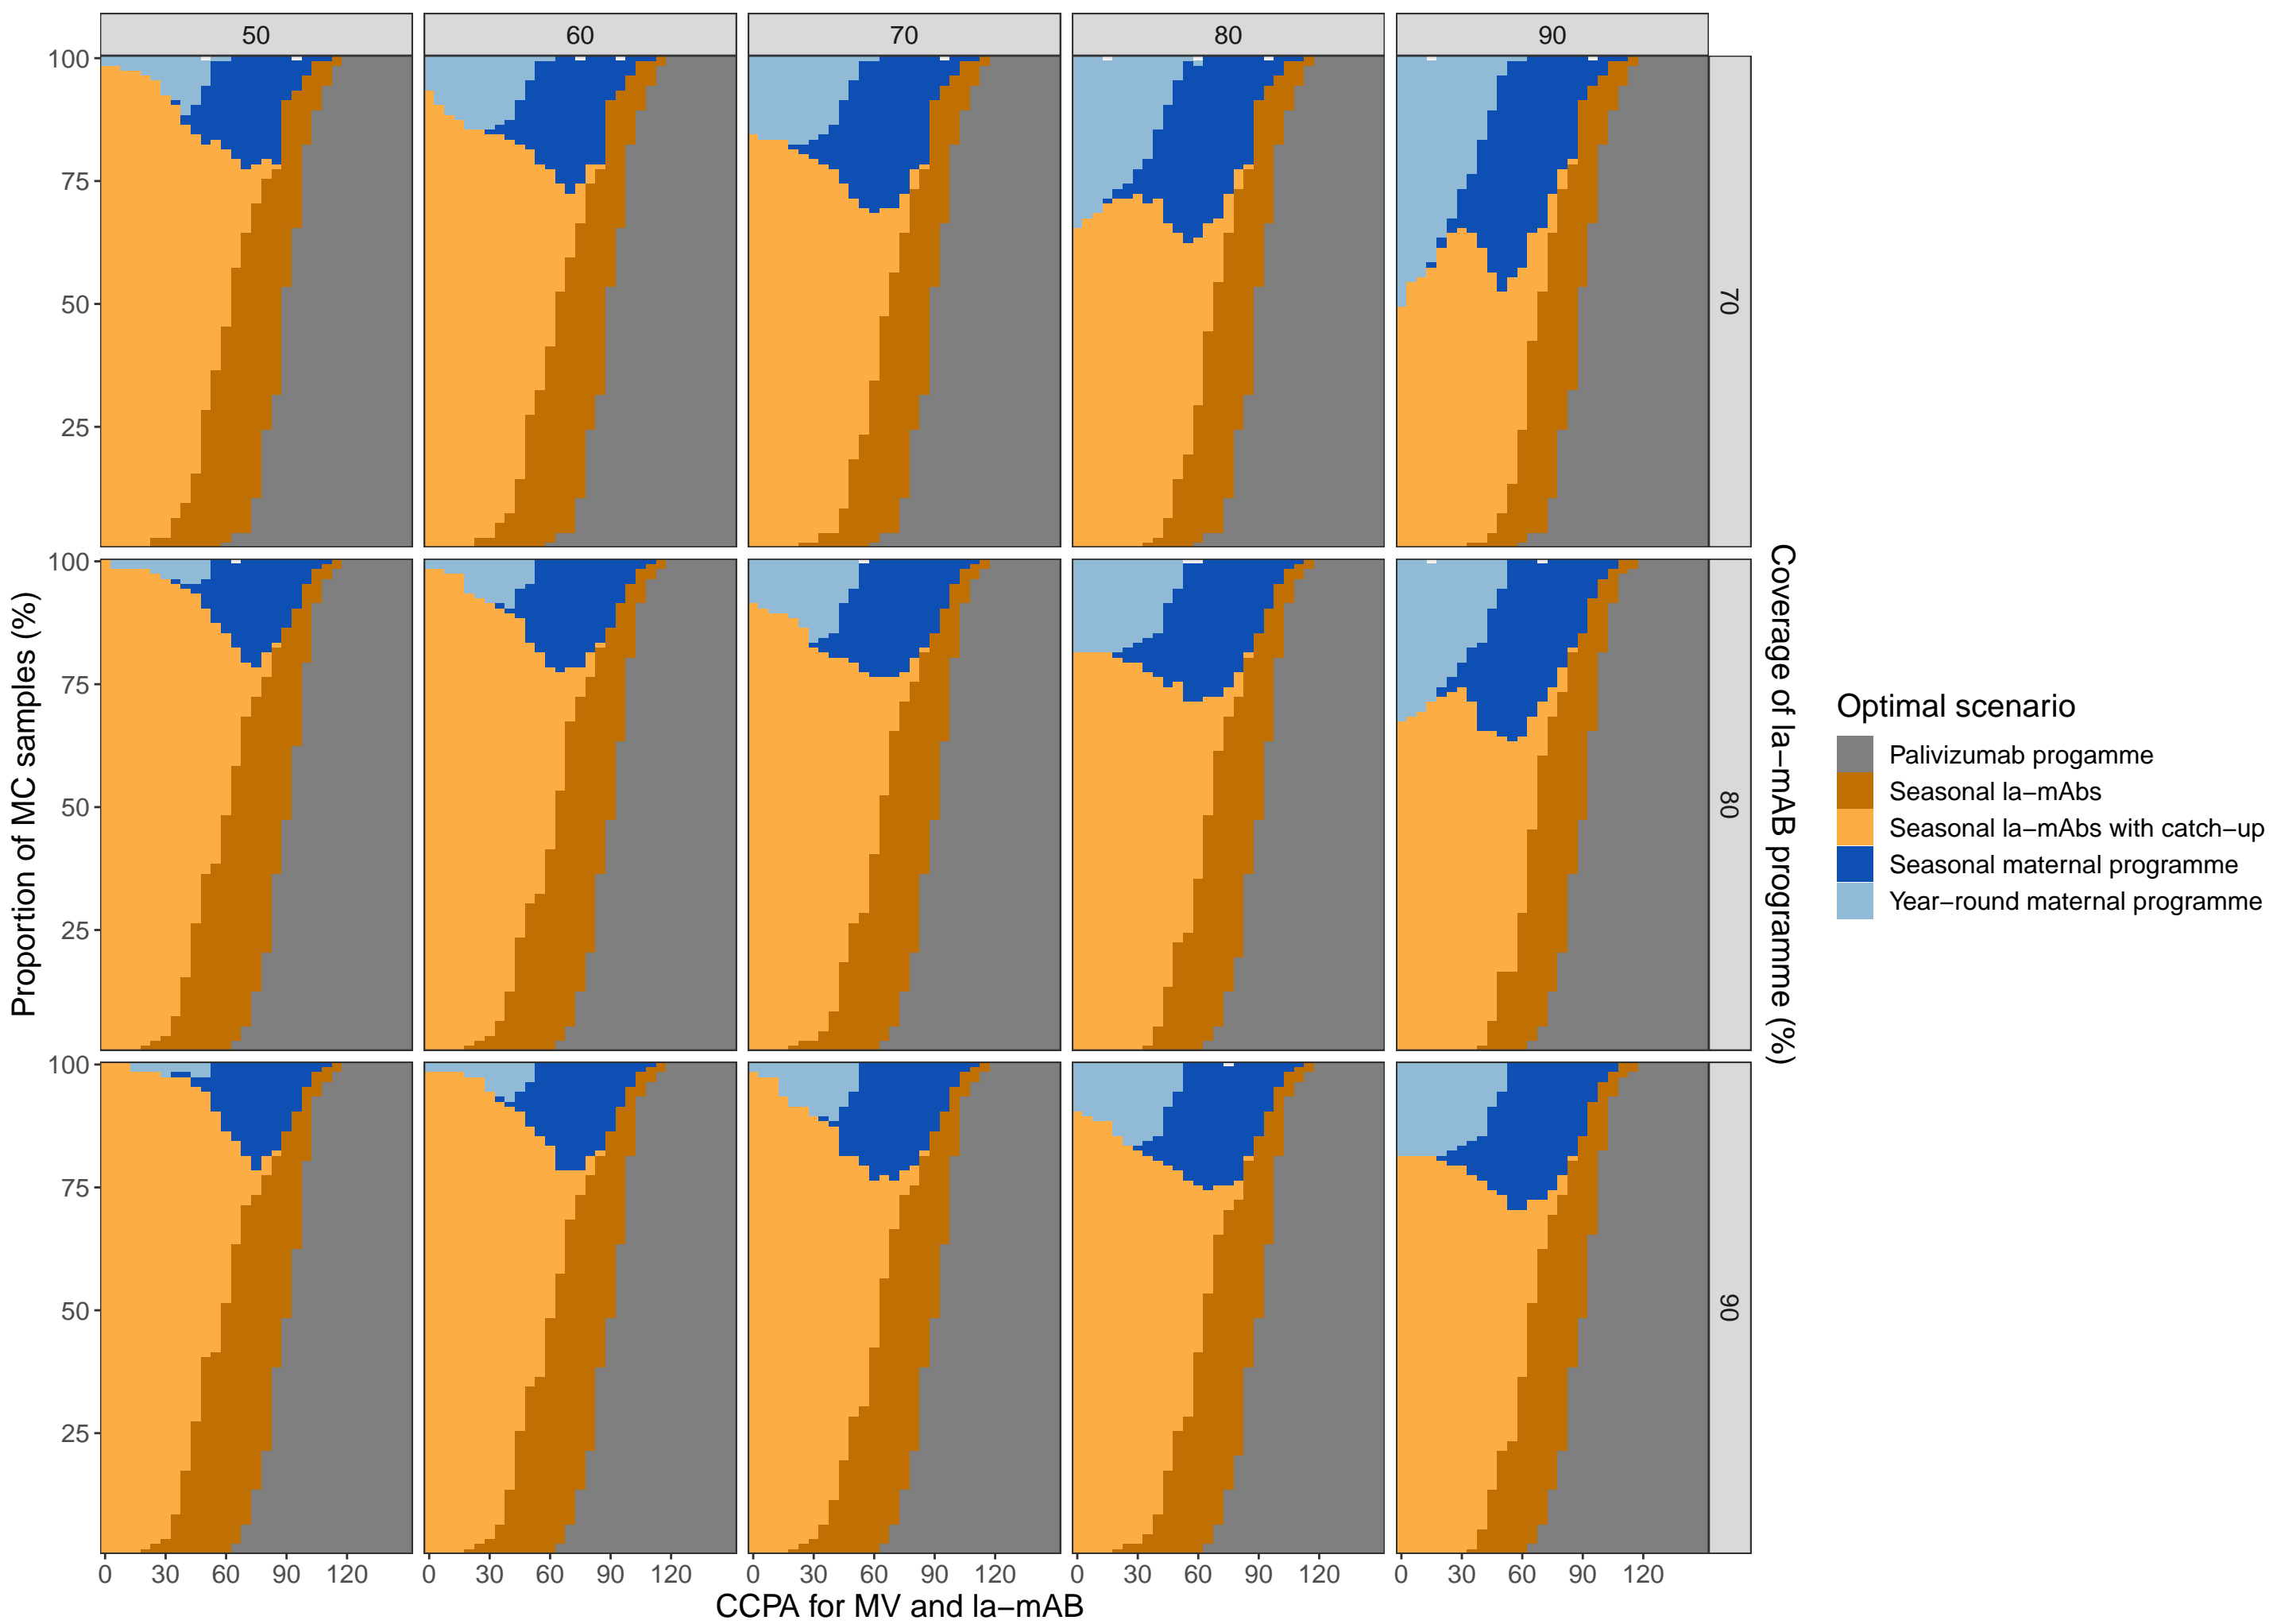 50 60 70 80 90
100
75
50
25
70
100
75
50
25
80
100
75
50
25
90
0 30 60 90 120 0 30 60 90 120 0 30 60 90 120 0 30 60 90 120 0 30 60 90 120
CCPA for MV and la−mAB
Proportion of MC samples (%)
Coverage of la−mAB programme (%)
Optimal scenario
Palivizumab progamme
Seasonal la−mAbs
Seasonal la−mAbs with catch−up
Seasonal maternal programme
Year−round maternal programme